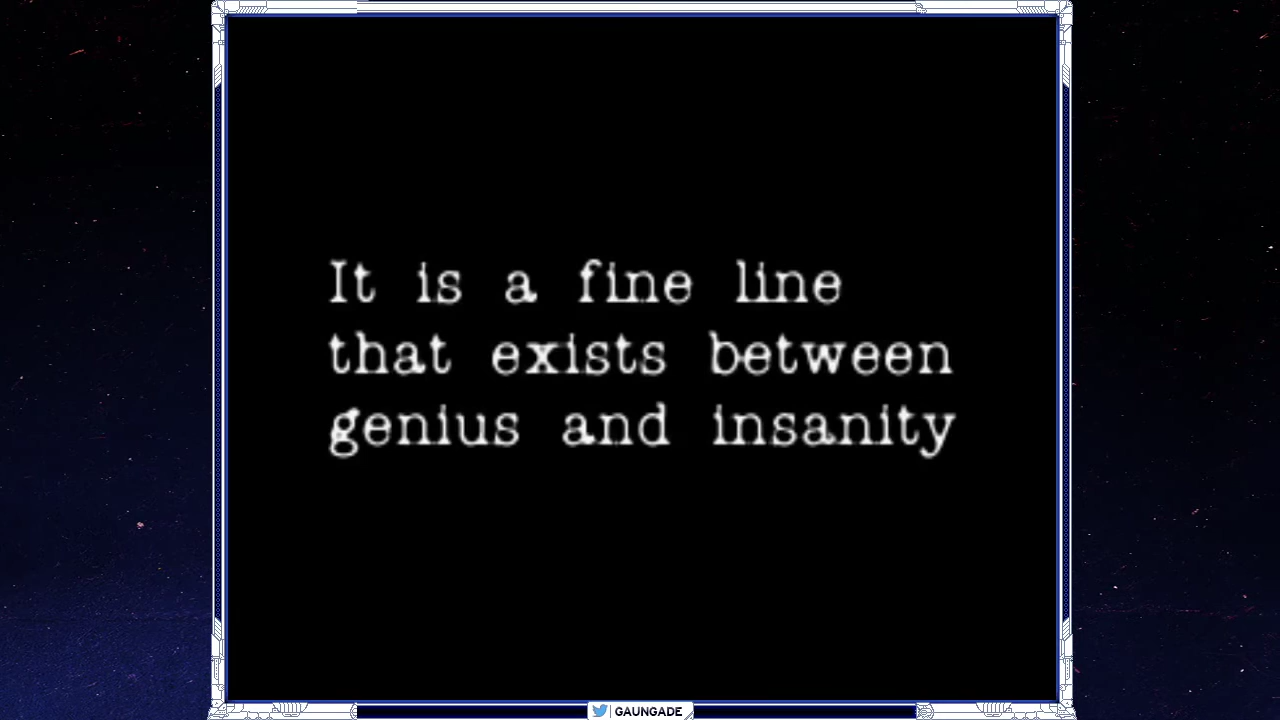 It is a fine line
that exists between
genius and insanity
GAUNGADE